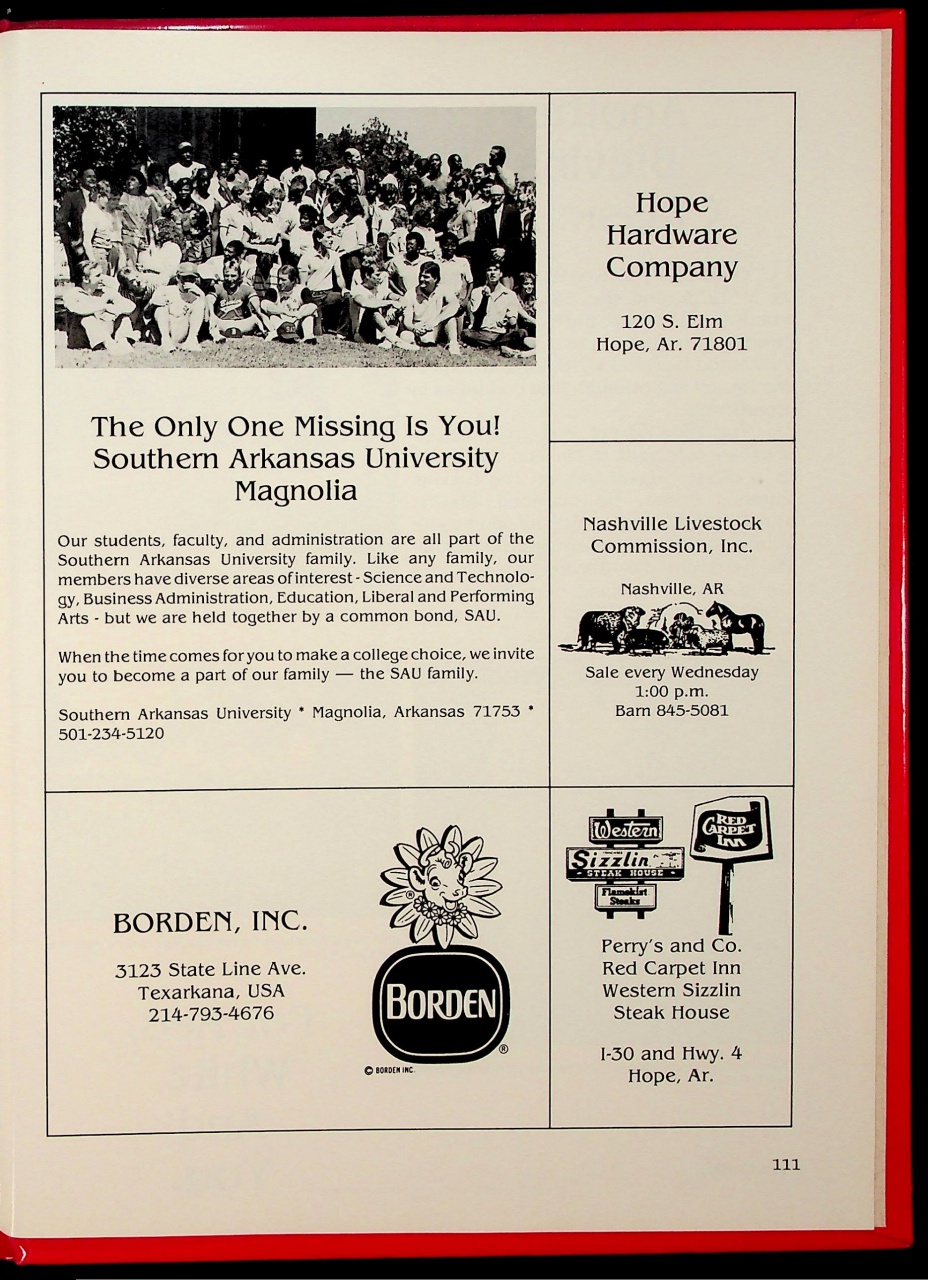 The Only One Missing Is You!
Southern Arkansas University
Magnolia
Our students, faculty, and administration are all part of the
Southern Arkansas University family. Like any family, our
members have diverse areas of interest - Science and Technolo-
gy, Business Administration, Education, Liberal and Performing
Arts - but we are held together by a common bond, SAU.
When the time comes for you to make a college choice, we invite
you to become a part of our family — the SAU family.
Southern Arkansas University * Magnolia, Arkansas 71753 *
501-234-5120
Hope
Hardware
Company
120 S. Elm
Hope, Ar. 71801
Nashville Livestock
Commission, Inc.
Nashville, AR
Sale every Wednesday
1:00 p.m.
Barn 845-5081
BORDEN, INC.
3123 State Line Ave.
Texarkana, USA
214-793-4676
®
BORDEN
®
© BORDEN INC.
Western
Sizzlin
STEAK HOUSE
Flamekist
Steaks
RED
CARPET
INN
Perry's and Co.
Red Carpet Inn
Western Sizzlin
Steak House
I-30 and Hwy. 4
Hope, Ar.
111